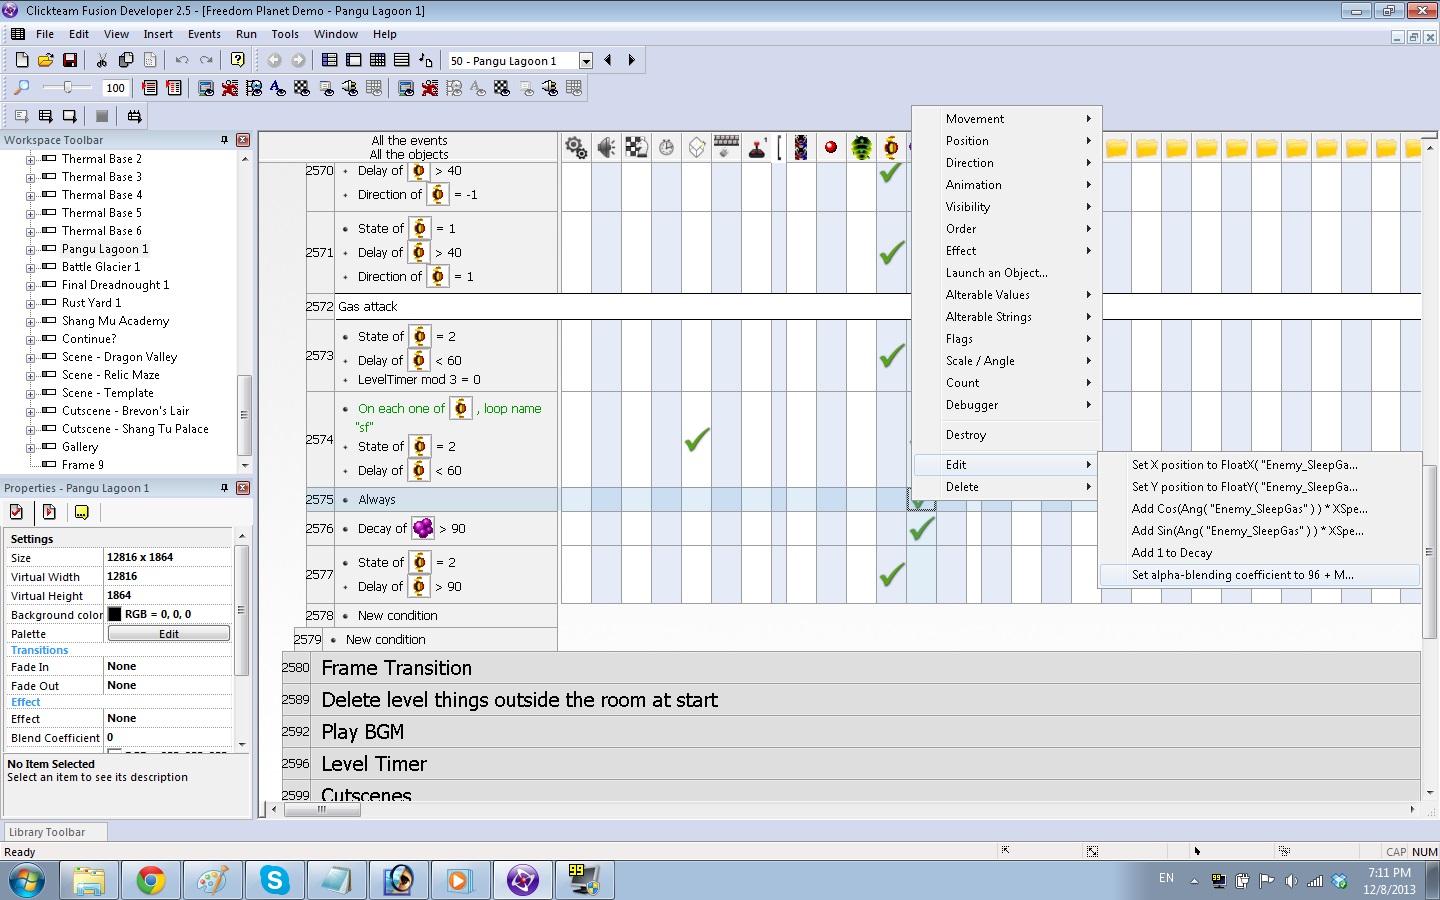 Clickteam Fusion Developer 2.5 - [Freedom Planet Demo - Pangu Lagoon 1]
File Edit View Insert Events Run Tools Window Help
50 - Pangu Lagoon 1
100
Workspace Toolbar
Thermal Base 2
Thermal Base 3
Thermal Base 4
Thermal Base 5
Thermal Base 6
Pangu Lagoon 1
Battle Glacier 1
Final Dreadnought 1
Rust Yard 1
Shang Mu Academy
Continue?
Scene - Dragon Valley
Scene - Relic Maze
Scene - Template
Cutscene - Brevon's Lair
Cutscene - Shang Tu Palace
Gallery
Frame 9
Properties - Pangu Lagoon 1
Settings
Size 12816 x 1864
Virtual Width 12816
Virtual Height 1864
Background color RGB = 0, 0, 0
Palette Edit
Transitions
Fade In None
Fade Out None
Effect
Effect None
Blend Coefficient 0
No Item Selected
Select an item to see its description
Library Toolbar
Ready
All the events
All the objects
2570
Delay of > 40
Direction of = -1
2571
State of = 1
Delay of > 40
Direction of = 1
2572 Gas attack
2573
State of = 2
Delay of < 60
LevelTimer mod 3 = 0
2574
On each one of , loop name
"sf"
State of = 2
Delay of < 60
2575 Always
2576 Decay of > 90
2577
State of = 2
Delay of > 90
2578 New condition
2579 New condition
2580 Frame Transition
2589 Delete level things outside the room at start
2592 Play BGM
2596 Level Timer
2599 Cutscenes
Movement
Position
Direction
Animation
Visibility
Order
Effect
Launch an Object...
Alterable Values
Alterable Strings
Flags
Scale / Angle
Count
Debugger
Destroy
Edit
Delete
Set X position to FloatX( "Enemy_SleepGa...
Set Y position to FloatY( "Enemy_SleepGa...
Add Cos(Ang( "Enemy_SleepGas" ) ) * XSpe...
Add Sin(Ang( "Enemy_SleepGas" ) ) * XSpe...
Add 1 to Decay
Set alpha-blending coefficient to 96 + M...
CAP NUM
99
EN
7:11 PM
12/8/2013